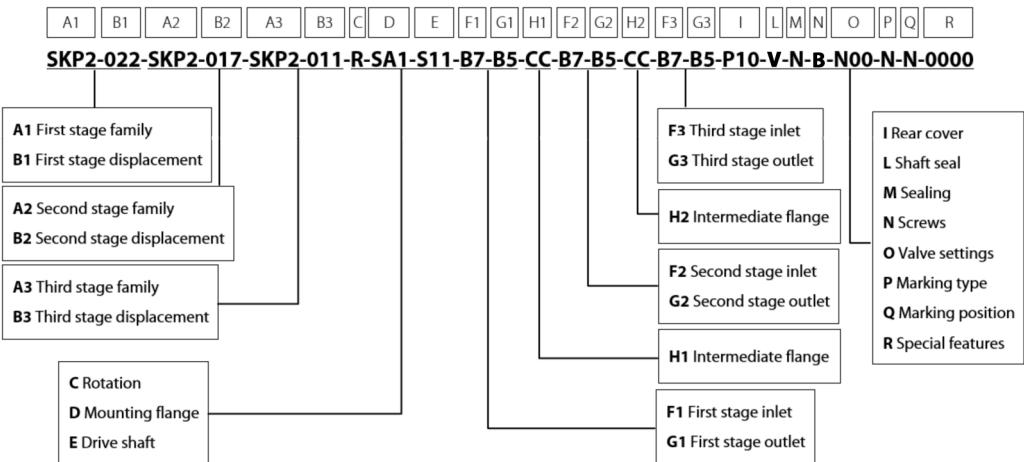 A1 B1 A2 B2 A3 B3 C D E F1 G1 H1 F2 G2 H2 F3 G3 I L M N O P Q R
SKP2-022-SKP2-017-SKP2-011-R-SA1-S11-B7-B5-CC-B7-B5-CC-B7-B5-P10-V-N-B-N00-N-N-0000
A1 First stage family
B1 First stage displacement
A2 Second stage family
B2 Second stage displacement
A3 Third stage family
B3 Third stage displacement
C Rotation
D Mounting flange
E Drive shaft
F3 Third stage inlet
G3 Third stage outlet
H2 Intermediate flange
F2 Second stage inlet
G2 Second stage outlet
H1 Intermediate flange
F1 First stage inlet
G1 First stage outlet
I Rear cover
L Shaft seal
M Sealing
N Screws
O Valve settings
P Marking type
Q Marking position
R Special features